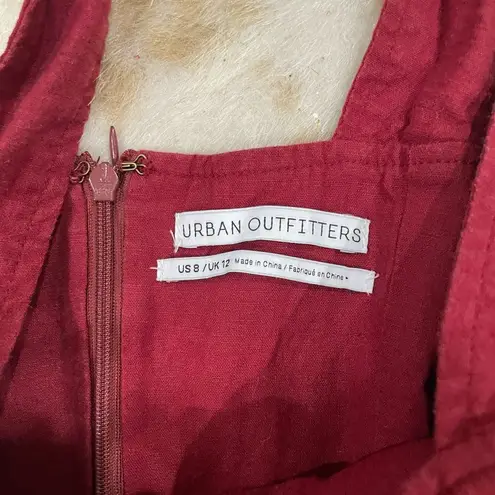 URBAN OUTFITTERS
US 8 / UK 12 Made in China / Fabriqué en Chine •